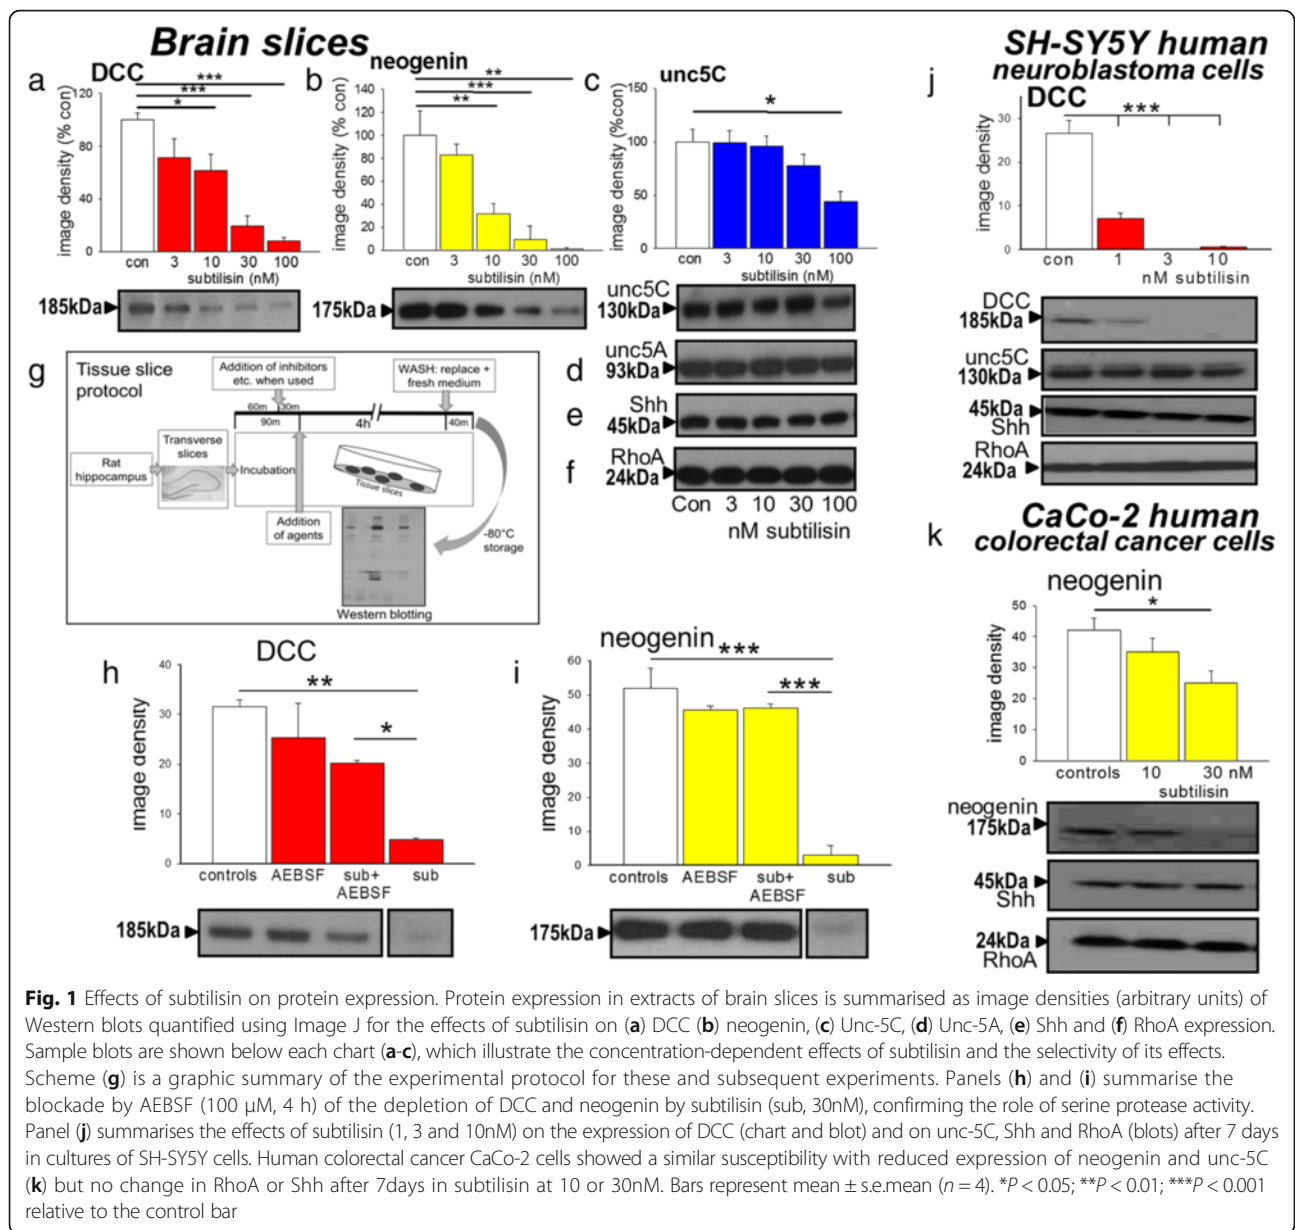 Brain slices
a
DCC
***
***
*
image density (% con)
120
80
40
0
con 3 10 30 100
subtilisin (nM)
185kDa
b
neogenin
**
***
**
image density (% con)
140
120
100
80
60
40
20
0
con 3 10 30 100
subtilisin (nM)
175kDa
c
unc5C
*
image density (%con)
150
100
50
0
con 3 10 30 100
subtilisin (nM)
unc5C
130kDa
d
unc5A
93kDa
e
Shh
45kDa
f
RhoA
24kDa
Con 3 10 30 100
nM subtilisin
g
Tissue slice
protocol
Addition of inhibitors
etc. when used
WASH: replace +
fresh medium
60m 30m
90m
4h
40m
Rat
hippocampus
Transverse
slices
Incubation
Tissue slices
Addition
of agents
-80°C
storage
Western blotting
h
DCC
**
*
image density
40
30
20
10
0
controls AEBSF sub+ sub
AEBSF
185kDa
i
neogenin
***
***
image density
60
50
40
30
20
10
0
controls AEBSF sub+ sub
AEBSF
175kDa
SH-SY5Y human
neuroblastoma cells
j
DCC
***
image density
30
20
10
0
con 1 3 10
nM subtilisin
DCC
185kDa
unc5C
130kDa
45kDa
Shh
RhoA
24kDa
CaCo-2 human
colorectal cancer cells
k
neogenin
*
image density
50
40
30
20
10
0
controls 10 30 nM
subtilisin
neogenin
175kDa
45kDa
Shh
24kDa
RhoA
Fig. 1 Effects of subtilisin on protein expression. Protein expression in extracts of brain slices is summarised as image densities (arbitrary units) of
Western blots quantified using Image J for the effects of subtilisin on (a) DCC (b) neogenin, (c) Unc-5C, (d) Unc-5A, (e) Shh and (f) RhoA expression.
Sample blots are shown below each chart (a-c), which illustrate the concentration-dependent effects of subtilisin and the selectivity of its effects.
Scheme (g) is a graphic summary of the experimental protocol for these and subsequent experiments. Panels (h) and (i) summarise the
blockade by AEBSF (100 μM, 4 h) of the depletion of DCC and neogenin by subtilisin (sub, 30nM), confirming the role of serine protease activity.
Panel (j) summarises the effects of subtilisin (1, 3 and 10nM) on the expression of DCC (chart and blot) and on unc-5C, Shh and RhoA (blots) after 7 days
in cultures of SH-SY5Y cells. Human colorectal cancer CaCo-2 cells showed a similar susceptibility with reduced expression of neogenin and unc-5C
(k) but no change in RhoA or Shh after 7days in subtilisin at 10 or 30nM. Bars represent mean ± s.e.mean (n = 4). *P < 0.05; **P < 0.01; ***P < 0.001
relative to the control bar